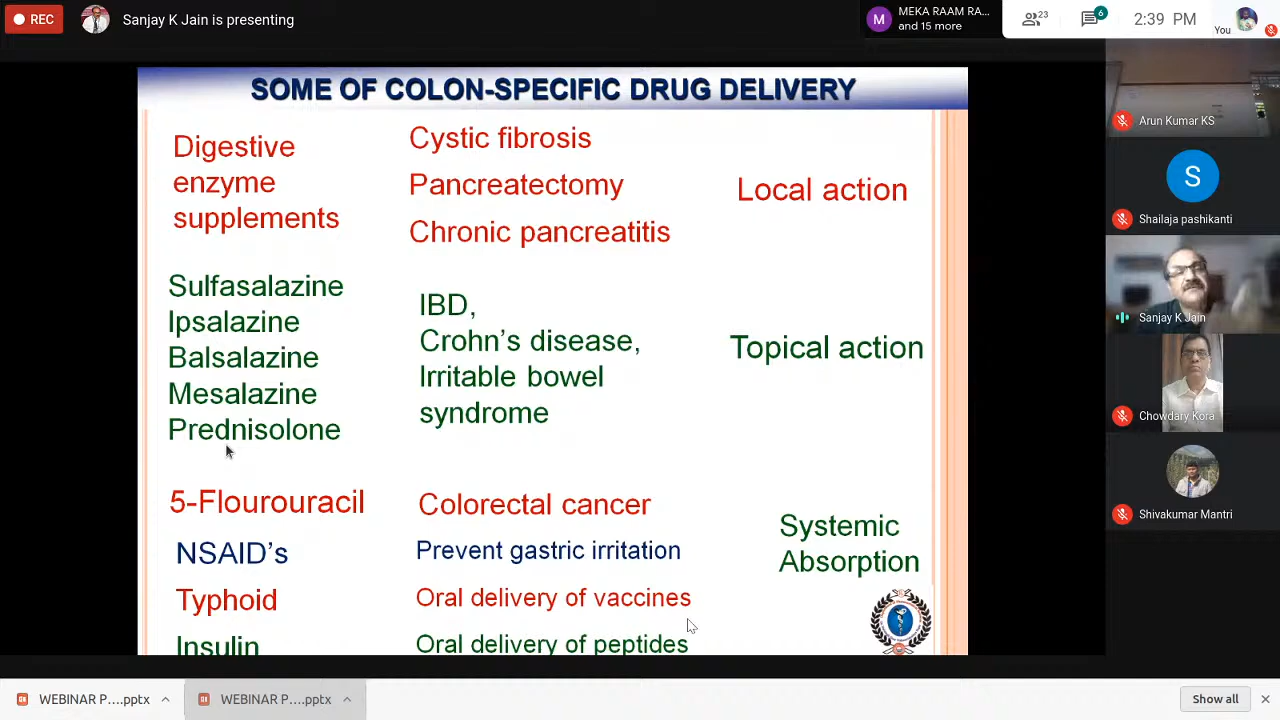 REC
Sanjay K Jain is presenting
M
MEKA RAAM RA...
and 15 more
23
6
2:39 PM
You
SOME OF COLON-SPECIFIC DRUG DELIVERY
Digestive
enzyme
supplements
Cystic fibrosis
Pancreatectomy
Chronic pancreatitis
Local action
Sulfasalazine
Ipsalazine
Balsalazine
Mesalazine
Prednisolone
IBD,
Crohn's disease,
Irritable bowel
syndrome
Topical action
5-Flourouracil
Colorectal cancer
NSAID's
Prevent gastric irritation
Typhoid
Oral delivery of vaccines
Insulin
Oral delivery of peptides
Systemic
Absorption
Arun Kumar KS
S
Shailaja pashikanti
Sanjay K Jain
Chowdary Kora
Shivakumar Mantri
WEBINAR P....pptx
WEBINAR P....pptx
Show all